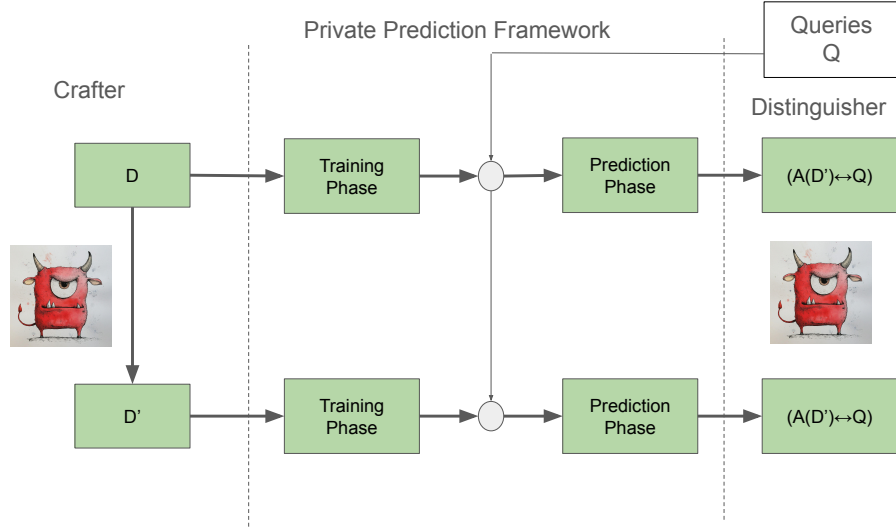 Private Prediction Framework
Queries
Q
Crafter
Distinguisher
D
Training
Phase
Prediction
Phase
(A(D’)↔Q)
D’
Training
Phase
Prediction
Phase
(A(D’)↔Q)